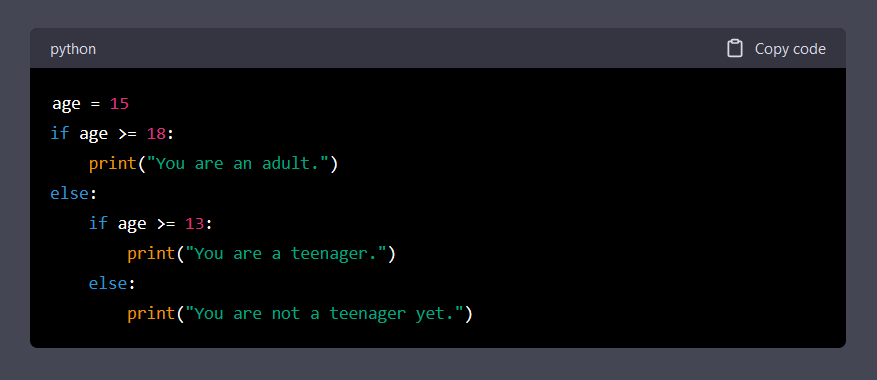 python
Copy code
age = 15
if age >= 18:
    print("You are an adult.")
else:
    if age >= 13:
        print("You are a teenager.")
    else:
        print("You are not a teenager yet.")